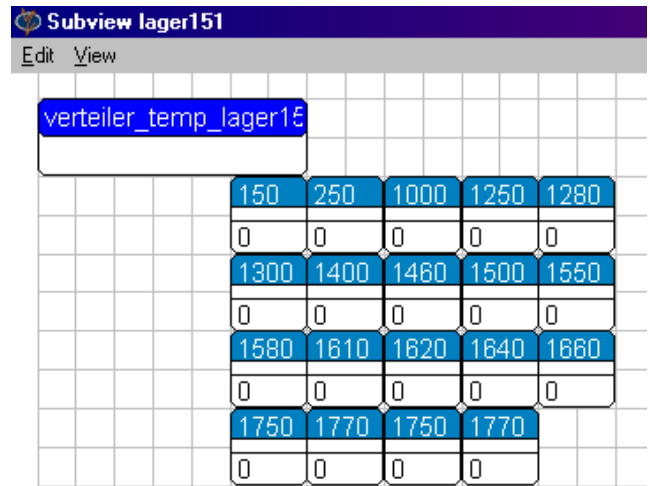 Subview lager151
Edit View
verteiler_temp_lager15
150 250 1000 1250 1280
0 0 0 0 0
1300 1400 1460 1500 1550
0 0 0 0 0
1580 1610 1620 1640 1660
0 0 0 0 0
1750 1770 1750 1770
0 0 0 0